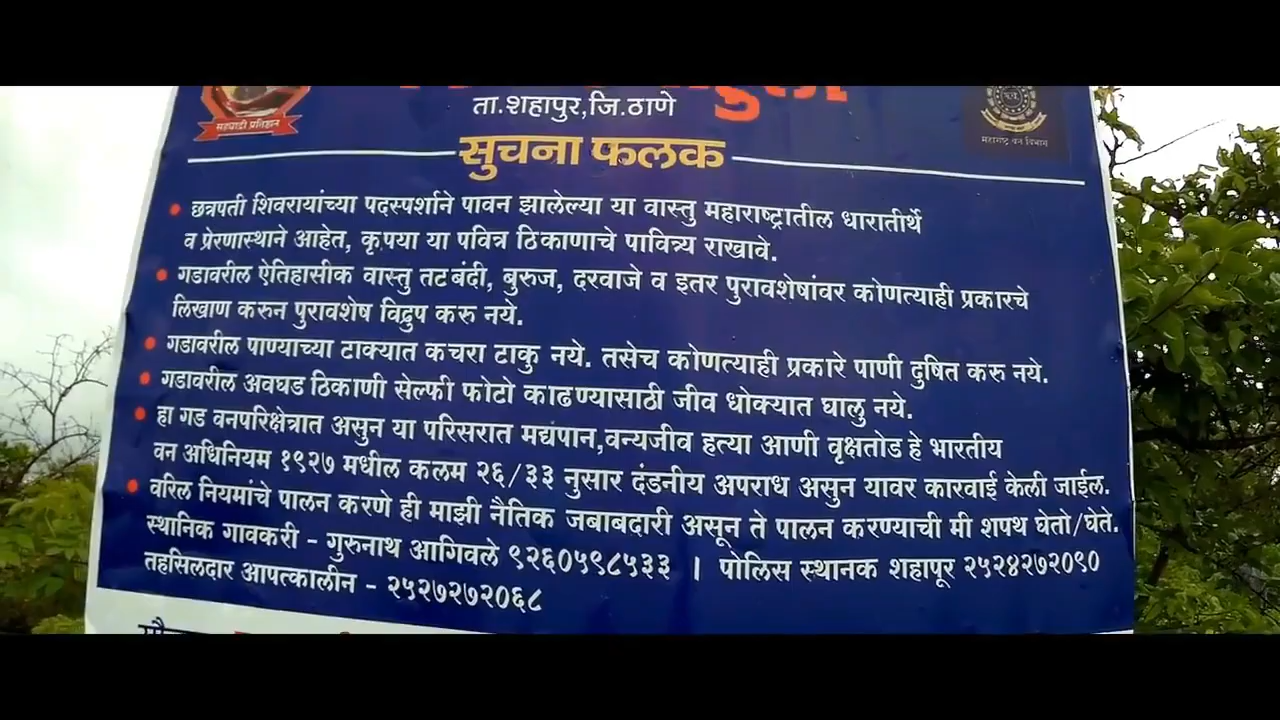 ता.शहापुर,जि.ठाणे
सह्याद्री प्रतिष्ठान
महाराष्ट्र वन विभाग
सुचना फलक
छत्रपती शिवरायांच्या पदस्पर्शाने पावन झालेल्या या वास्तु महाराष्ट्रातील धारातीर्थे
व प्रेरणास्थाने आहेत, कृपया या पवित्र ठिकाणाचे पावित्र्य राखावे.
गडावरील ऐतिहासीक वास्तु तटबंदी, बुरुज, दरवाजे व इतर पुरावशेषांवर कोणत्याही प्रकारचे
लिखाण करुन पुरावशेष विद्रुप करु नये.
गडावरील पाण्याच्या टाक्यात कचरा टाकु नये. तसेच कोणत्याही प्रकारे पाणी दुषित करु नये.
गडावरील अवघड ठिकाणी सेल्फी फोटो काढण्यासाठी जीव धोक्यात घालु नये.
हा गड वनपरिक्षेत्रात असुन या परिसरात मद्यंपान,वन्यजीव हत्या आणी वृक्षतोड हे भारतीय
वन अधिनियम १९२७ मधील कलम २६/३३ नुसार दंडनीय अपराध असुन यावर कारवाई केली जाईल.
वरिल नियमांचे पालन करणे ही माझी नैतिक जबाबदारी असून ते पालन करण्याची मी शपथ घेतो/घेते.
स्थानिक गावकरी - गुरुनाथ आगिवले ९२६०५९८५३३ । पोलिस स्थानक शहापूर २५२४२७२०९०
तहसिलदार आपत्कालीन - २५२७२७२०६८